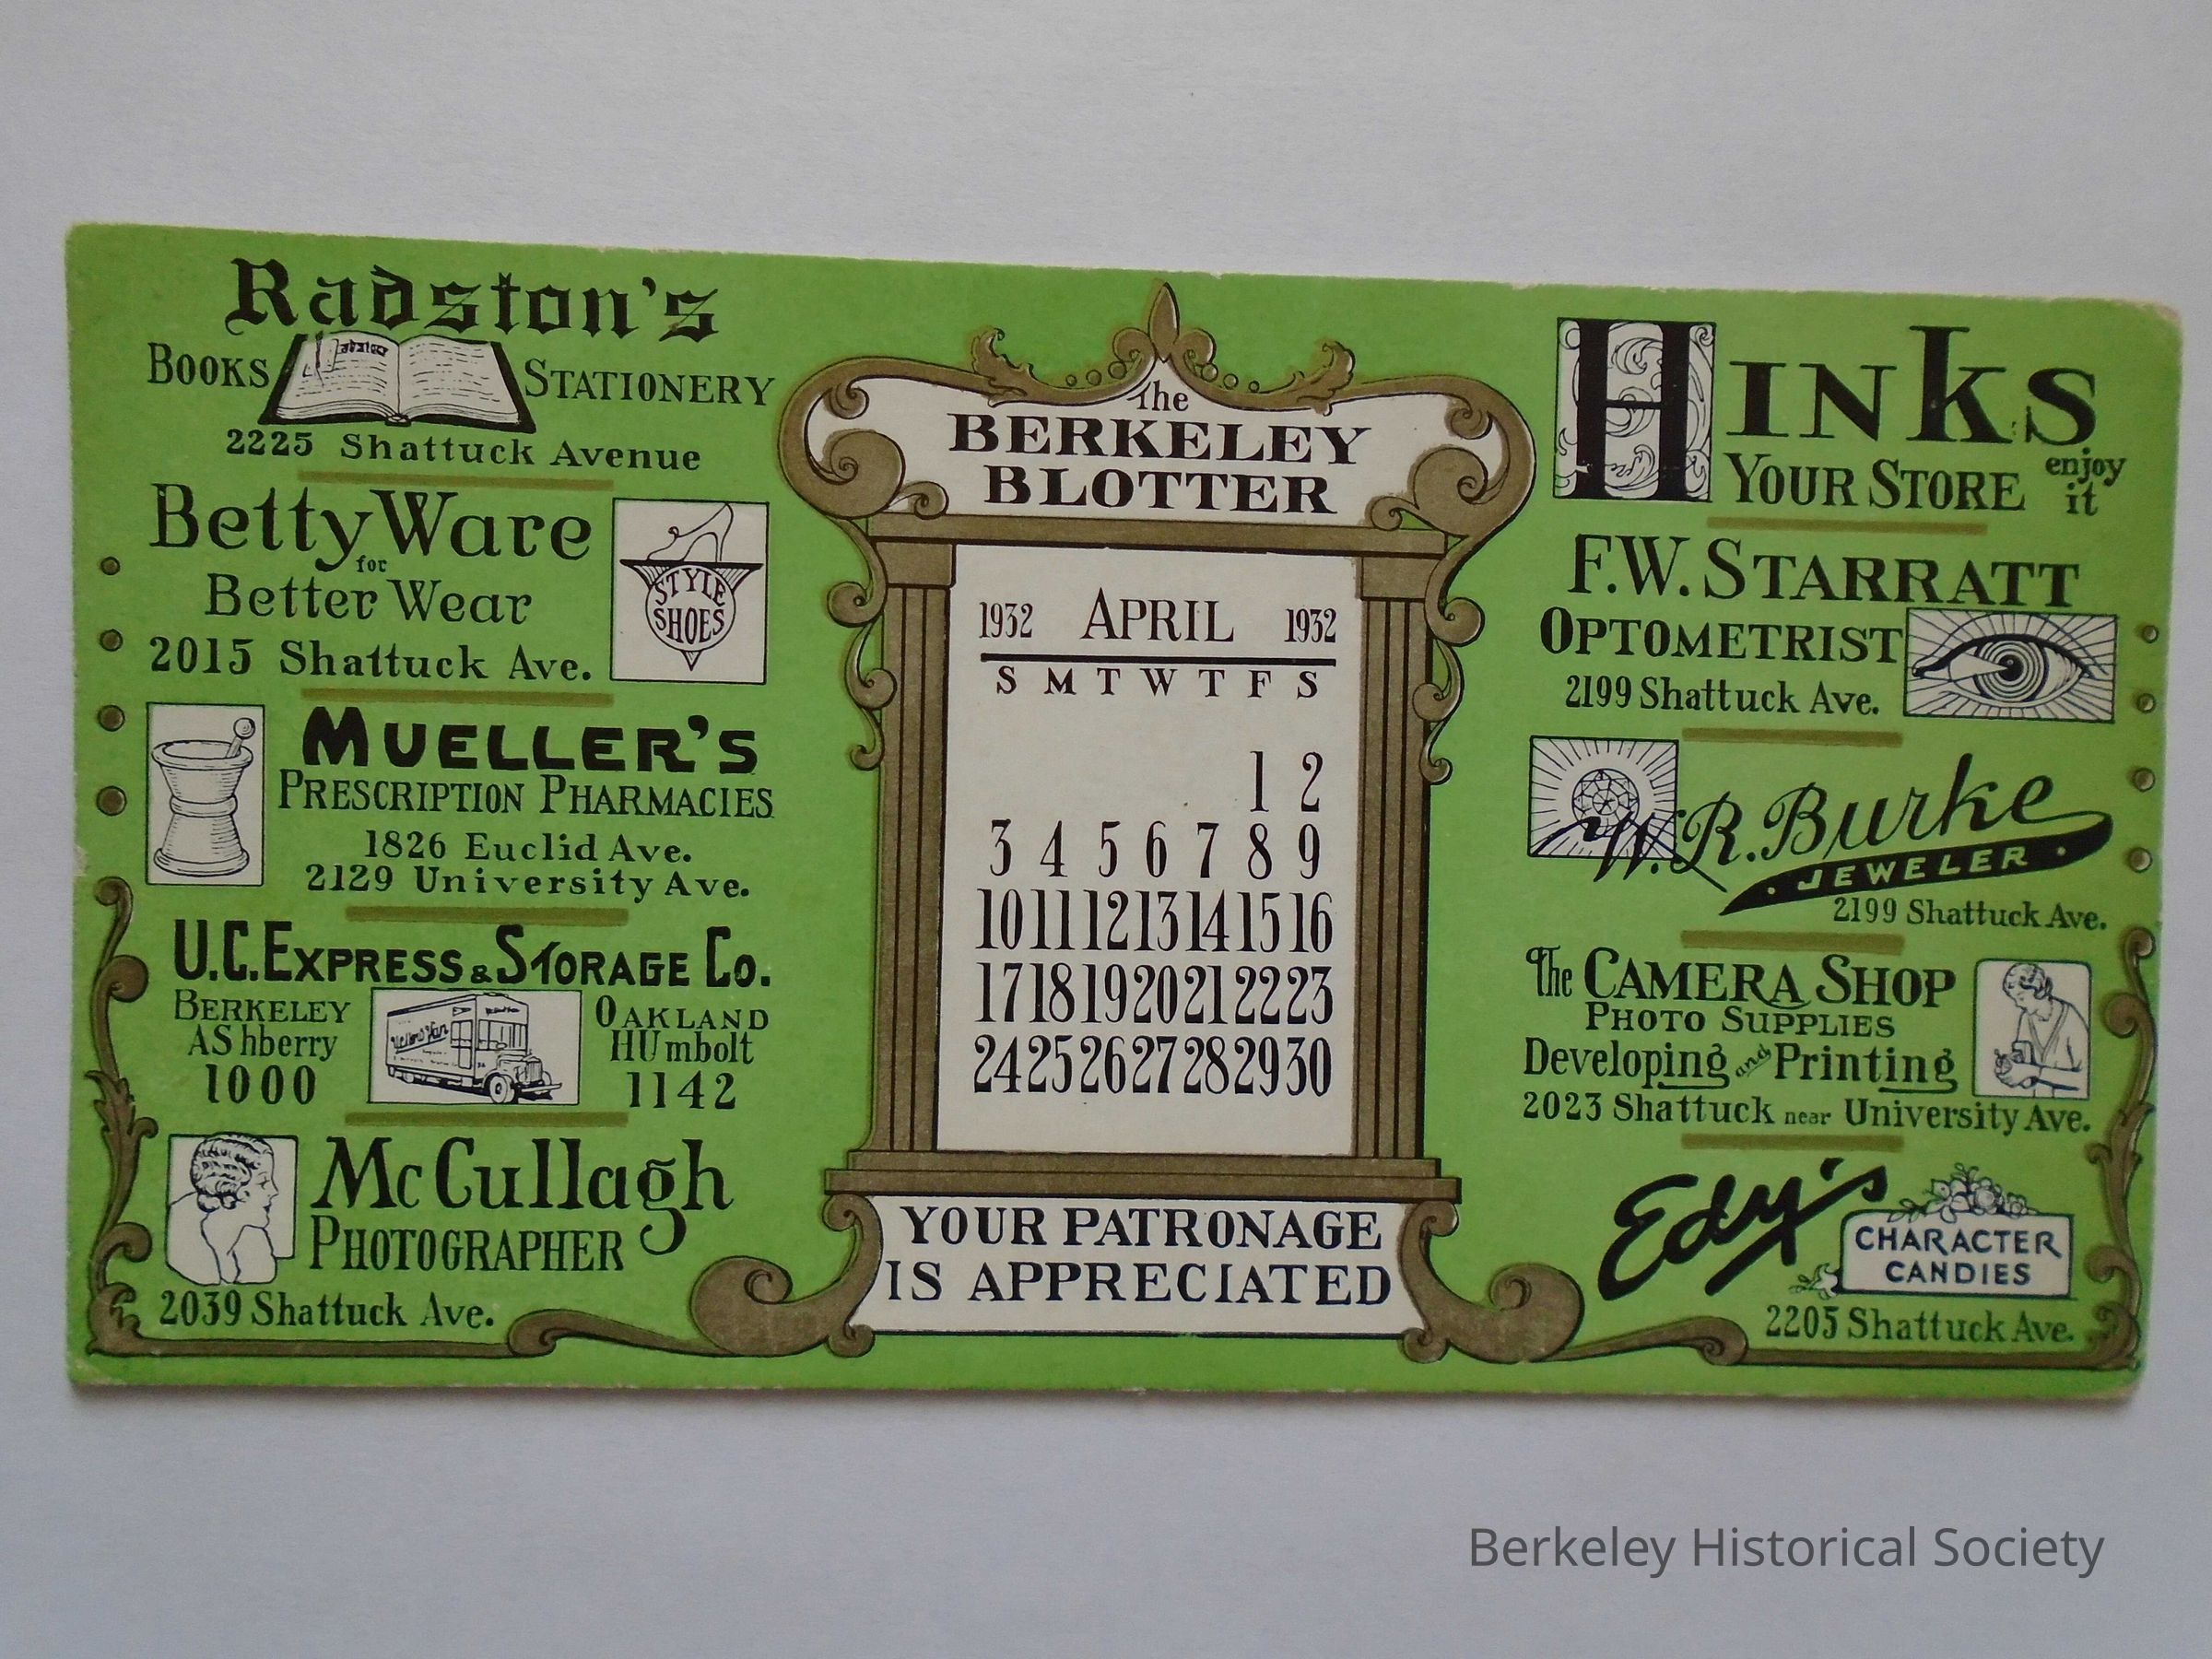 Radston's
BOOKS STATIONERY
2225 Shattuck Avenue
Betty Ware
for
Better Wear
2015 Shattuck Ave.
STYLE
SHOES
MUELLER'S
PRESCRIPTION PHARMACIES
1826 Euclid Ave.
2129 University Ave.
U.C. EXPRESS & STORAGE CO.
BERKELEY
AShberry
1000
OAKLAND
HUmbolt
1142
McCullagh
PHOTOGRAPHER
2039 Shattuck Ave.
The
BERKELEY
BLOTTER
1932 APRIL 1932
S M T W T F S
1 2
3 4 5 6 7 8 9
10 11 12 13 14 15 16
17 18 19 20 21 22 23
24 25 26 27 28 29 30
YOUR PATRONAGE
IS APPRECIATED
HINKS
YOUR STORE enjoy
it
F.W. STARRATT
OPTOMETRIST
2199 Shattuck Ave.
W.R. Burke
JEWELER
2199 Shattuck Ave.
The CAMERA SHOP
PHOTO SUPPLIES
Developing and Printing
2023 Shattuck near University Ave.
Edy's
CHARACTER
CANDIES
2205 Shattuck Ave.
Berkeley Historical Society